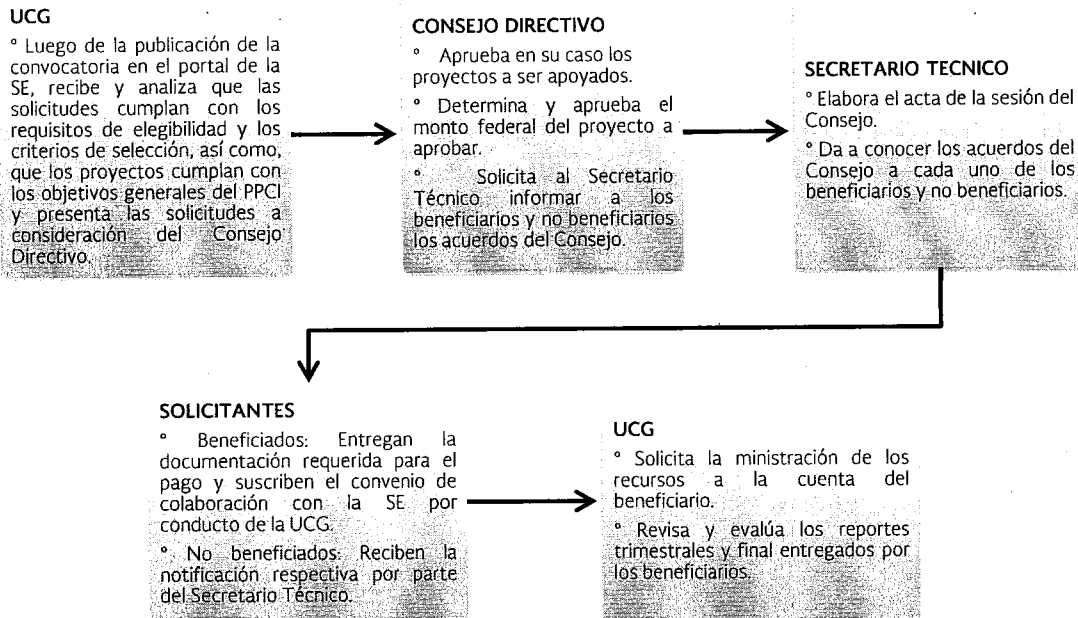 UCG
° Luego de la publicación de la
convocatoria en el portal de la
SE, recibe y analiza que las
solicitudes cumplan con los
requisitos de elegibilidad y los
criterios de selección, así como,
que los proyectos cumplan con
los objetivos generales del PPCI
y presenta las solicitudes a
consideración del Consejo
Directivo.
CONSEJO DIRECTIVO
° Aprueba en su caso los
proyectos a ser apoyados.
° Determina y aprueba el
monto federal del proyecto a
aprobar.
° Solicita al Secretario
Técnico informar a los
beneficiarios y no beneficiarios
los acuerdos del Consejo.
SECRETARIO TECNICO
° Elabora el acta de la sesión del
Consejo.
° Da a conocer los acuerdos del
Consejo a cada uno de los
beneficiarios y no beneficiarios.
SOLICITANTES
° Beneficiados: Entregan la
documentación requerida para el
pago y suscriben el convenio de
colaboración con la SE por
conducto de la UCG.
° No beneficiados: Reciben la
notificación respectiva por parte
del Secretario Técnico.
UCG
° Solicita la ministración de los
recursos a la cuenta del
beneficiario.
° Revisa y evalúa los reportes
trimestrales y final entregados por
los beneficiarios.